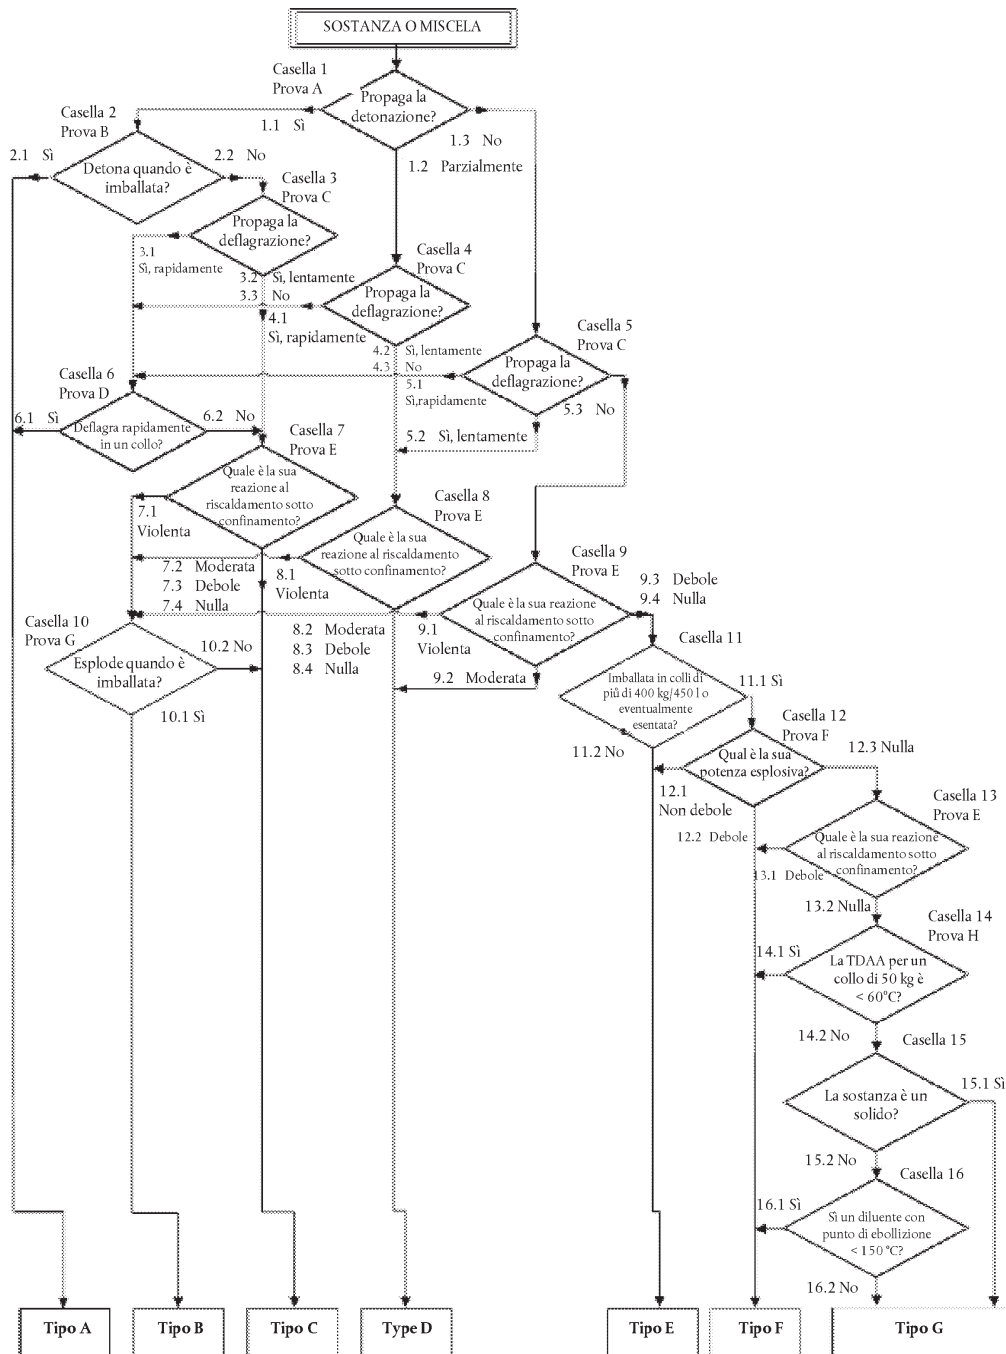 SOSTANZA O MISCELA
Casella 1
Prova A
Propaga la
detonazione?
1.1 Sì
1.3 No
1.2 Parzialmente
Casella 2
Prova B
2.1 Sì
2.2 No
Detona quando è
imballata?
Casella 3
Prova C
Propaga la
deflagrazione?
3.1
Sì, rapidamente
3.2 Sì, lentamente
3.3 No
Casella 4
Prova C
Propaga la
deflagrazione?
4.1
Sì, rapidamente
4.2 Sì, lentamente
4.3 No
Casella 5
Prova C
Propaga la
deflagrazione?
5.1
Sì,rapidamente
5.3 No
5.2 Sì, lentamente
Casella 6
Prova D
6.1 Sì
6.2 No
Deflagra rapidamente
in un collo?
Casella 7
Prova E
Quale è la sua
reazione al
riscaldamento sotto
confinamento?
7.1
Violenta
7.2 Moderata
7.3 Debole
7.4 Nulla
Casella 8
Prova E
Quale è la sua
reazione al riscaldamento
sotto confinamento?
8.1
Violenta
8.2 Moderata
8.3 Debole
8.4 Nulla
Casella 9
Prova E
Quale è la sua reazione
al riscaldamento sotto
confinamento?
9.1
Violenta
9.2 Moderata
9.3 Debole
9.4 Nulla
Casella 10
Prova G
Esplode quando è
imballata?
10.2 No
10.1 Sì
Casella 11
Imballata in colli di
più di 400 kg/450 l o
eventualmente
esentata?
11.1 Sì
11.2 No
Casella 12
Prova F
Qual è la sua
potenza esplosiva?
12.3 Nulla
12.1
Non debole
12.2 Debole
Casella 13
Prova E
Quale è la sua reazione
al riscaldamento sotto
confinamento?
13.1 Debole
13.2 Nulla
Casella 14
Prova H
14.1 Sì
La TDAA per un
collo di 50 kg è
< 60°C?
14.2 No
Casella 15
La sostanza è un
solido?
15.1 Sì
15.2 No
Casella 16
16.1 Sì
Sì un diluente con
punto di ebollizione
< 150 °C?
16.2 No
Tipo A
Tipo B
Tipo C
Type D
Tipo E
Tipo F
Tipo G